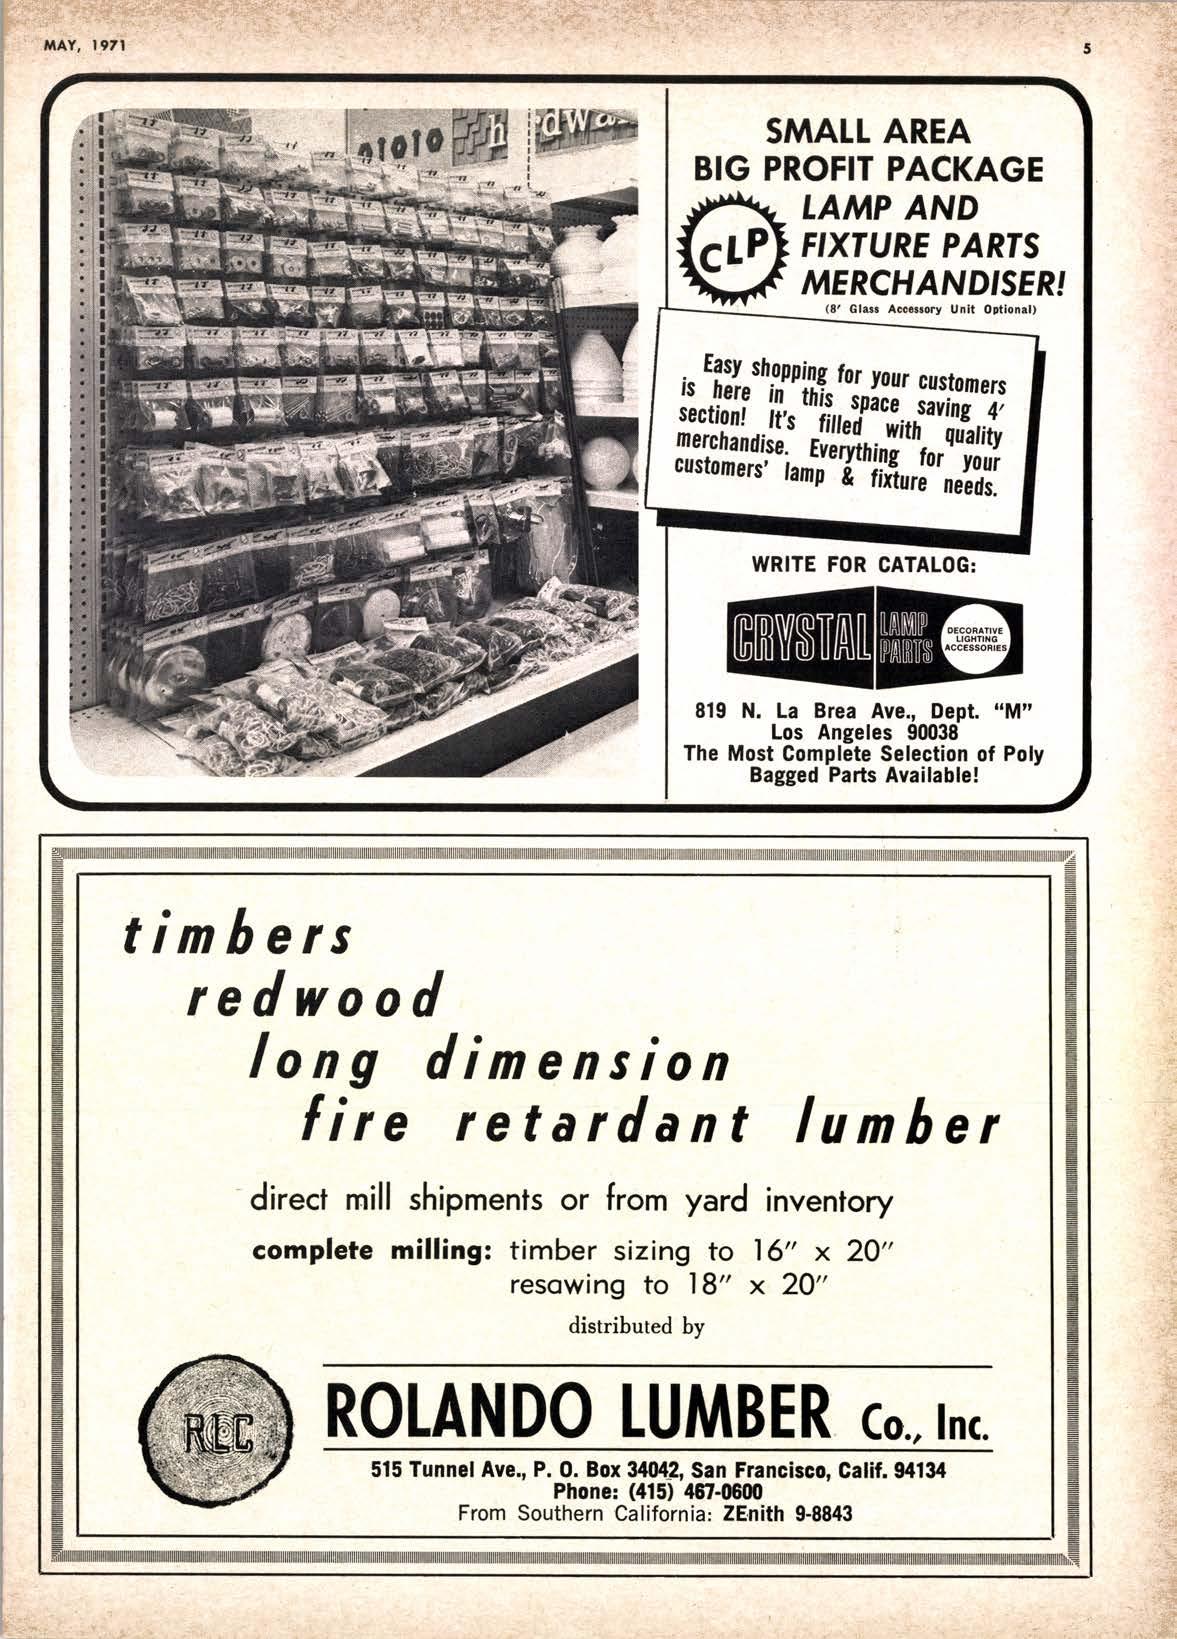 MAY, 1971
5
hardwa
SMALL AREA
BIG PROFIT PACKAGE
CLP
LAMP AND
FIXTURE PARTS
MERCHANDISER!
(8' Glass Accessory Unit Optional)
Easy shopping for your customers
is here in this space saving 4'
section! It's filled with quality
merchandise. Everything for your
customers' lamp & fixture needs.
WRITE FOR CATALOG:
CRYSTAL LAMP PARTS
DECORATIVE
LIGHTING
ACCESSORIES
819 N. La Brea Ave., Dept. "M"
Los Angeles 90038
The Most Complete Selection of Poly
Bagged Parts Available!
timbers
redwood
long dimension
fire retardant lumber
direct mill shipments or from yard inventory
complete milling: timber sizing to 16" x 20"
resawing to 18" x 20"
distributed by
RLC
ROLANDO LUMBER Co., Inc.
515 Tunnel Ave., P. O. Box 34042, San Francisco, Calif. 94134
Phone: (415) 467-0600
From Southern California: ZEnith 9-8843